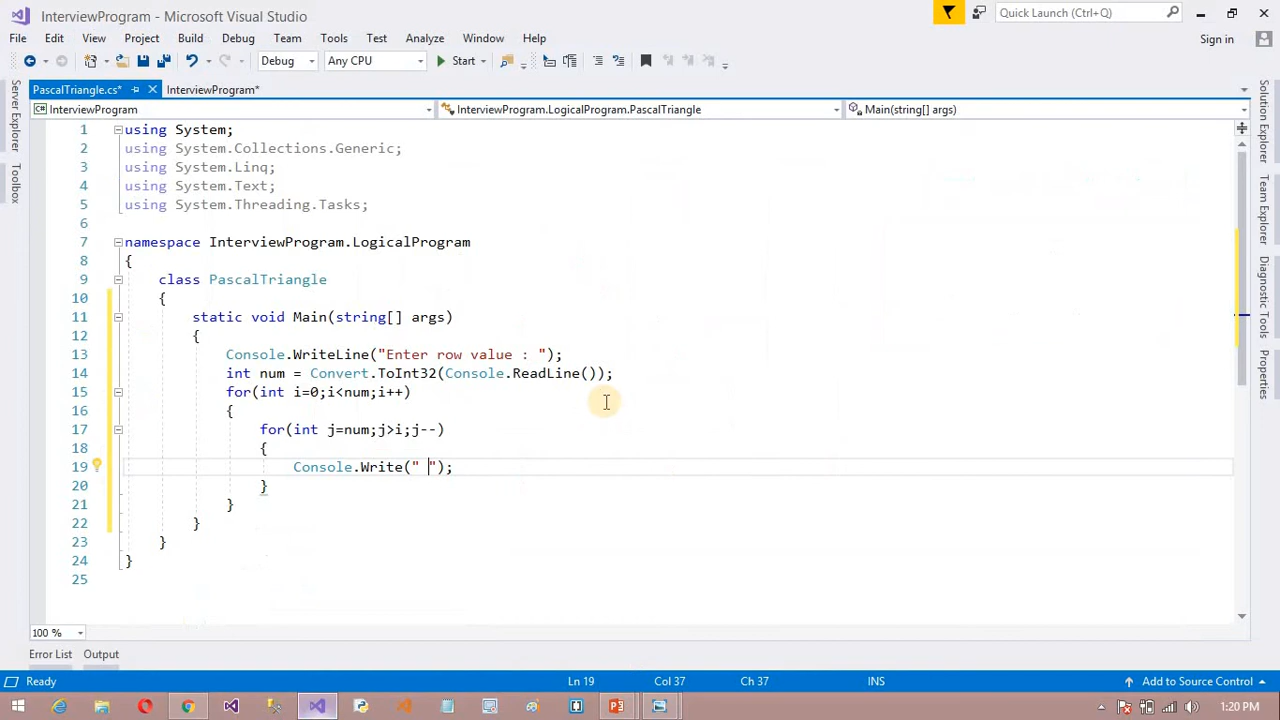 InterviewProgram - Microsoft Visual Studio
Quick Launch (Ctrl+Q)
File Edit View Project Build Debug Team Tools Test Analyze Window Help
Sign in
Debug Any CPU Start
PascalTriangle.cs* InterviewProgram*
InterviewProgram InterviewProgram.LogicalProgram.PascalTriangle Main(string[] args)
Server Explorer
Toolbox
Solution Explorer
Team Explorer
Diagnostic Tools
Properties
1 using System;
2 using System.Collections.Generic;
3 using System.Linq;
4 using System.Text;
5 using System.Threading.Tasks;
6
7 namespace InterviewProgram.LogicalProgram
8 {
9 class PascalTriangle
10 {
11 static void Main(string[] args)
12 {
13 Console.WriteLine("Enter row value : ");
14 int num = Convert.ToInt32(Console.ReadLine());
15 for(int i=0;i<num;i++)
16 {
17 for(int j=num;j>i;j--)
18 {
19 Console.Write(" ");
20 }
21 }
22 }
23 }
24 }
25
100 %
Error List Output
Ready Ln 19 Col 37 Ch 37 INS Add to Source Control
1:20 PM